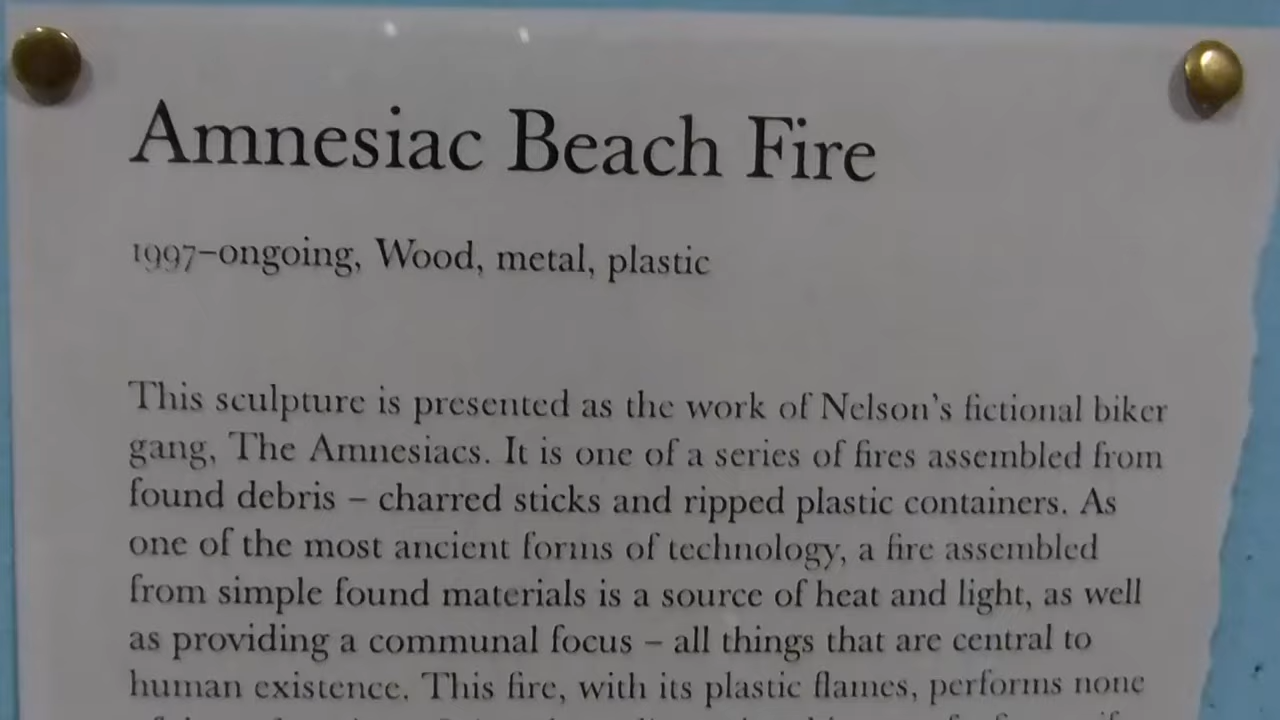 Amnesiac Beach Fire
1997–ongoing, Wood, metal, plastic
This sculpture is presented as the work of Nelson's fictional biker
gang, The Amnesiacs. It is one of a series of fires assembled from
found debris – charred sticks and ripped plastic containers. As
one of the most ancient forms of technology, a fire assembled
from simple found materials is a source of heat and light, as well
as providing a communal focus – all things that are central to
human existence. This fire, with its plastic flames, performs none